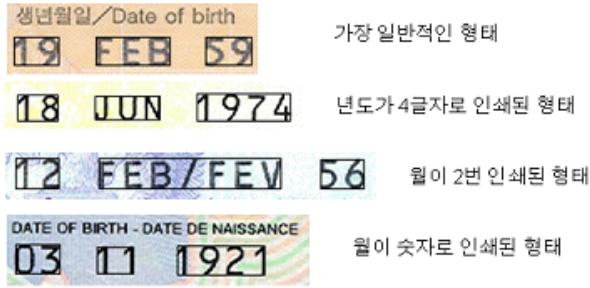 생년월일/Date of birth
19 FEB 59
가장 일반적인 형태
18 JUN 1974
년도가 4글자로 인쇄된 형태
12 FEB/FEV 56
월이 2번 인쇄된 형태
DATE OF BIRTH - DATE DE NAISSANCE
03 11 1921
월이 숫자로 인쇄된 형태